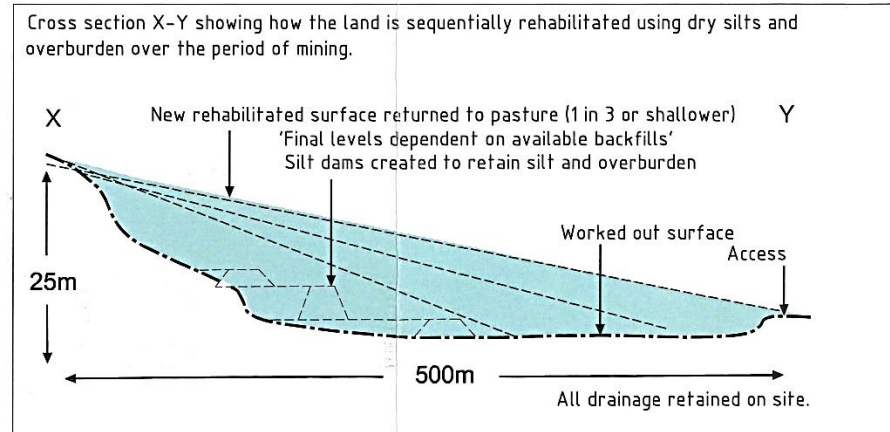 Cross section X-Y showing how the land is sequentially rehabilitated using dry silts and
overburden over the period of mining.
X
New rehabilitated surface returned to pasture (1 in 3 or shallower)
Y
'Final levels dependent on available backfills'
Silt dams created to retain silt and overburden
Worked out surface
Access
25m
500m
All drainage retained on site.